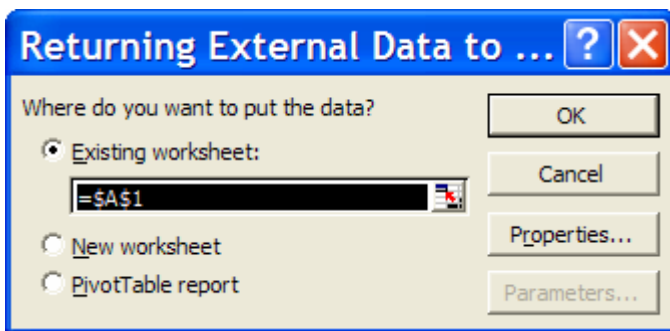 Returning External Data to ...
Where do you want to put the data?
Existing worksheet:
=$A$1
New worksheet
PivotTable report
OK
Cancel
Properties...
Parameters...